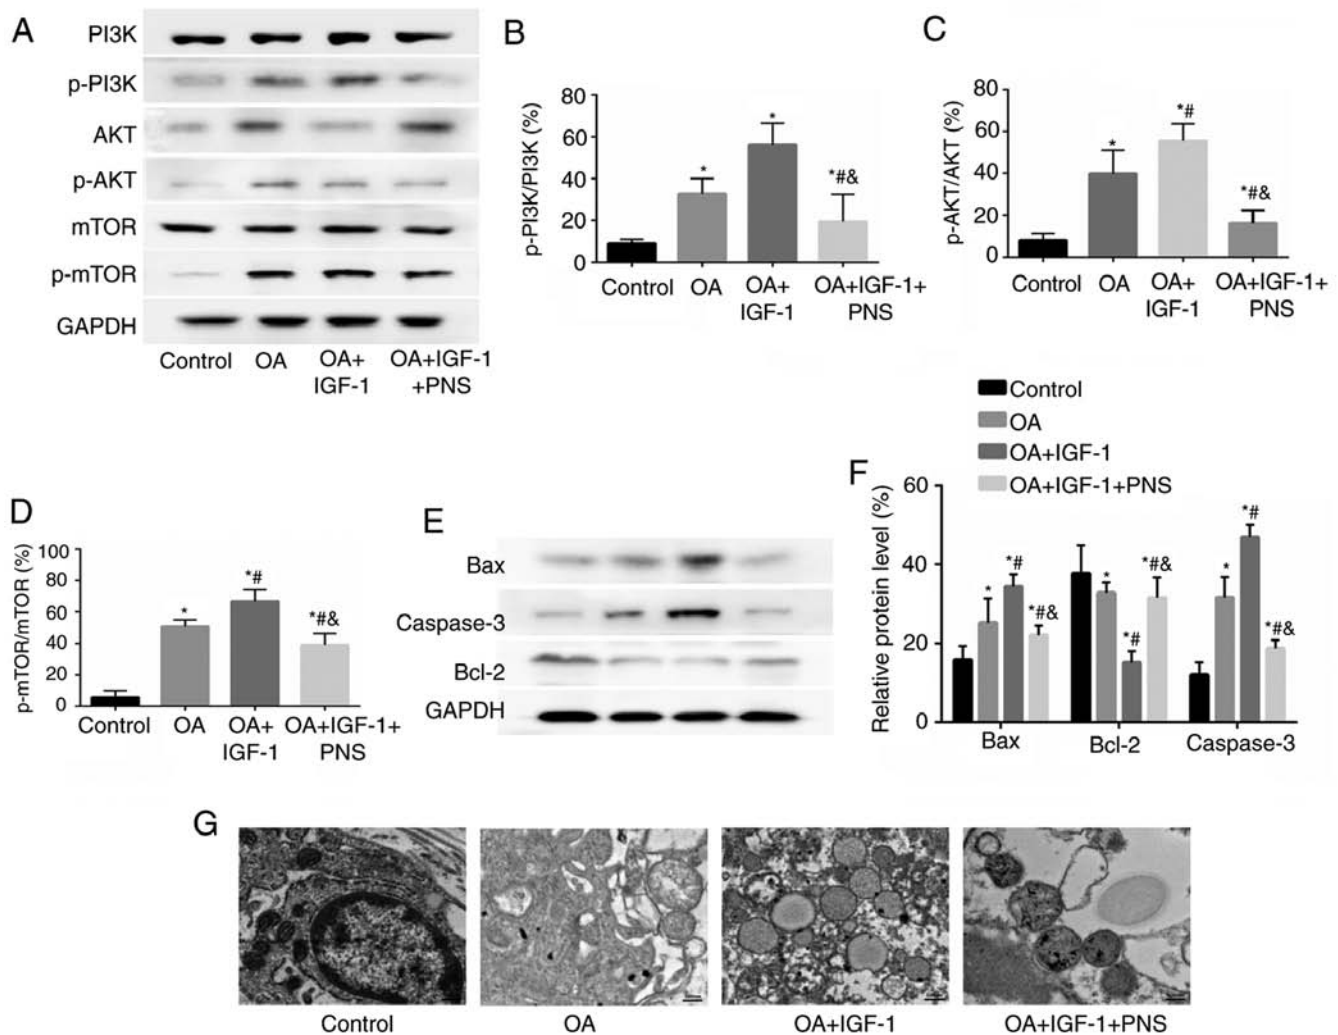 A
PI3K
p-PI3K
AKT
p-AKT
mTOR
p-mTOR
GAPDH
Control OA OA+ OA+IGF-1
IGF-1 +PNS
B
p-PI3K/PI3K (%)
80
60
40
20
0
*
*
*#&
Control OA OA+ OA+IGF-1+
IGF-1 PNS
C
p-AKT/AKT (%)
80
60
40
20
0
*
*#
*#&
Control OA OA+ OA+IGF-1+
IGF-1 PNS
D
p-mTOR/mTOR (%)
100
80
60
40
20
0
*
*#
*#&
Control OA OA+ OA+IGF-1+
IGF-1 PNS
E
Bax
Caspase-3
Bcl-2
GAPDH
Control
OA
OA+IGF-1
OA+IGF-1+PNS
F
Relative protein level (%)
60
40
20
0
*
*#
*#&
*
*#
*#&
*
*#
*#&
Bax Bcl-2 Caspase-3
G
Control OA OA+IGF-1 OA+IGF-1+PNS